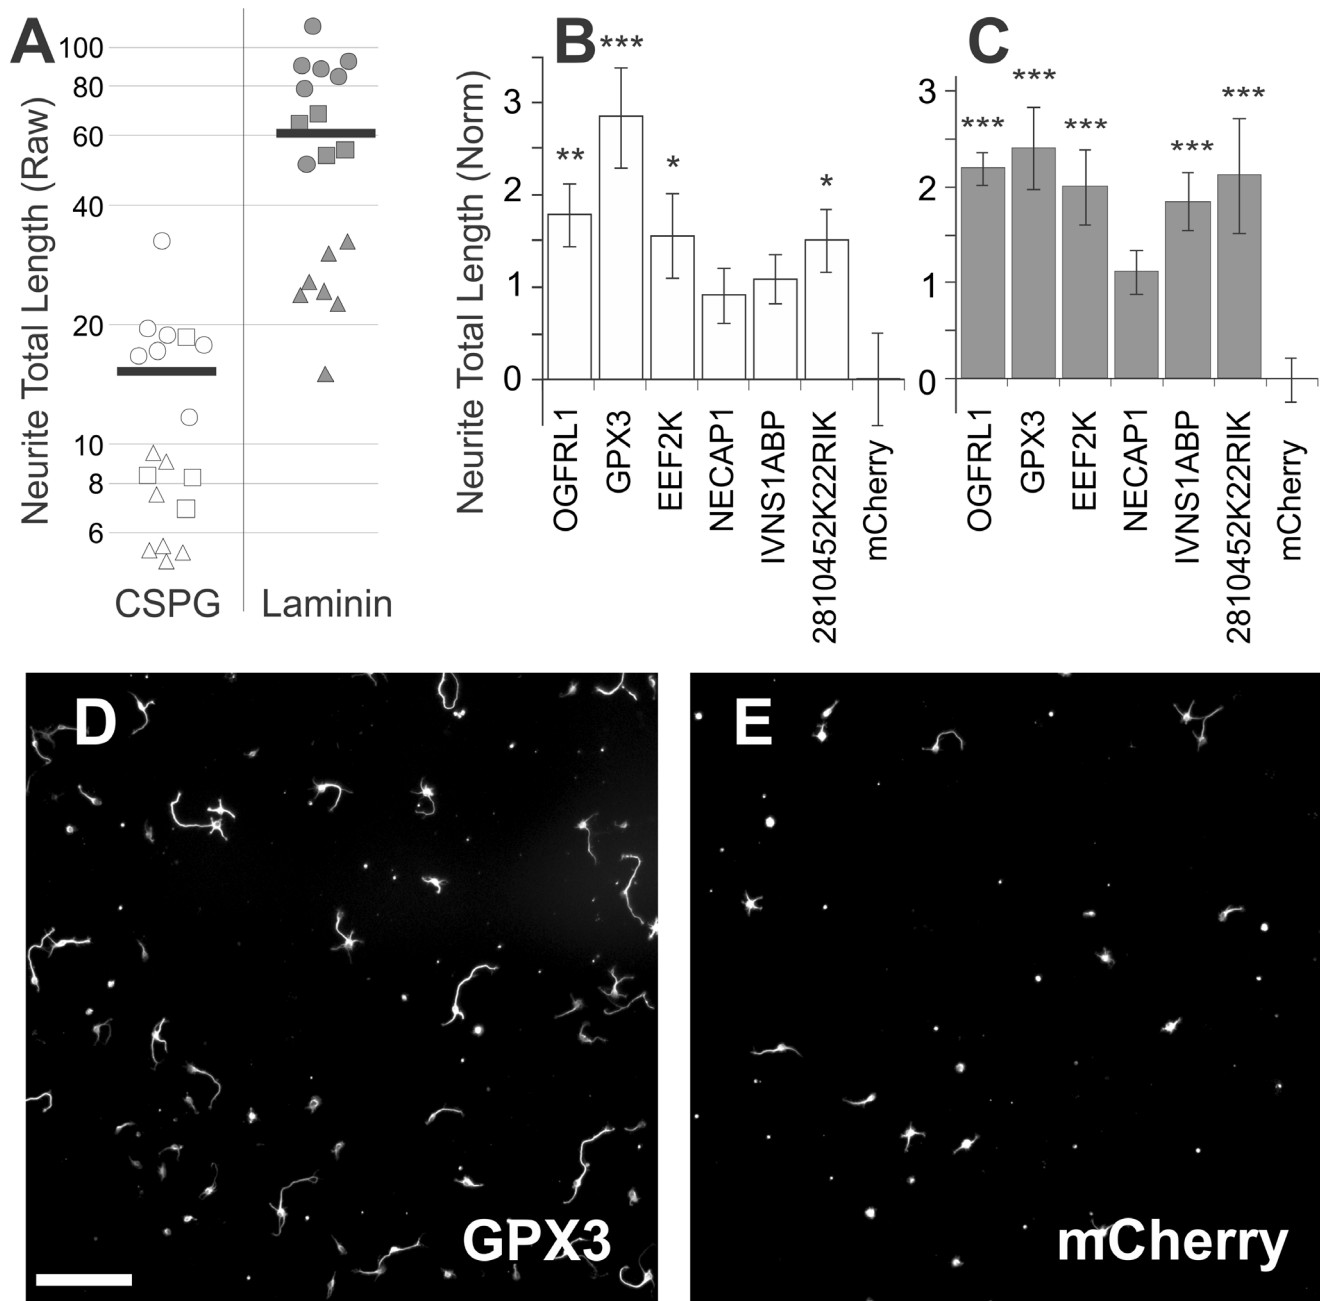 A
Neurite Total Length (Raw)
100
80
60
40
20
10
8
6
CSPG
Laminin
B
Neurite Total Length (Norm)
3
2
1
0
**
***
*
*
OGFRL1
GPX3
EEF2K
NECAP1
IVNS1ABP
2810452K22RIK
mCherry
C
3
2
1
0
***
***
***
***
***
OGFRL1
GPX3
EEF2K
NECAP1
IVNS1ABP
2810452K22RIK
mCherry
D
GPX3
E
mCherry